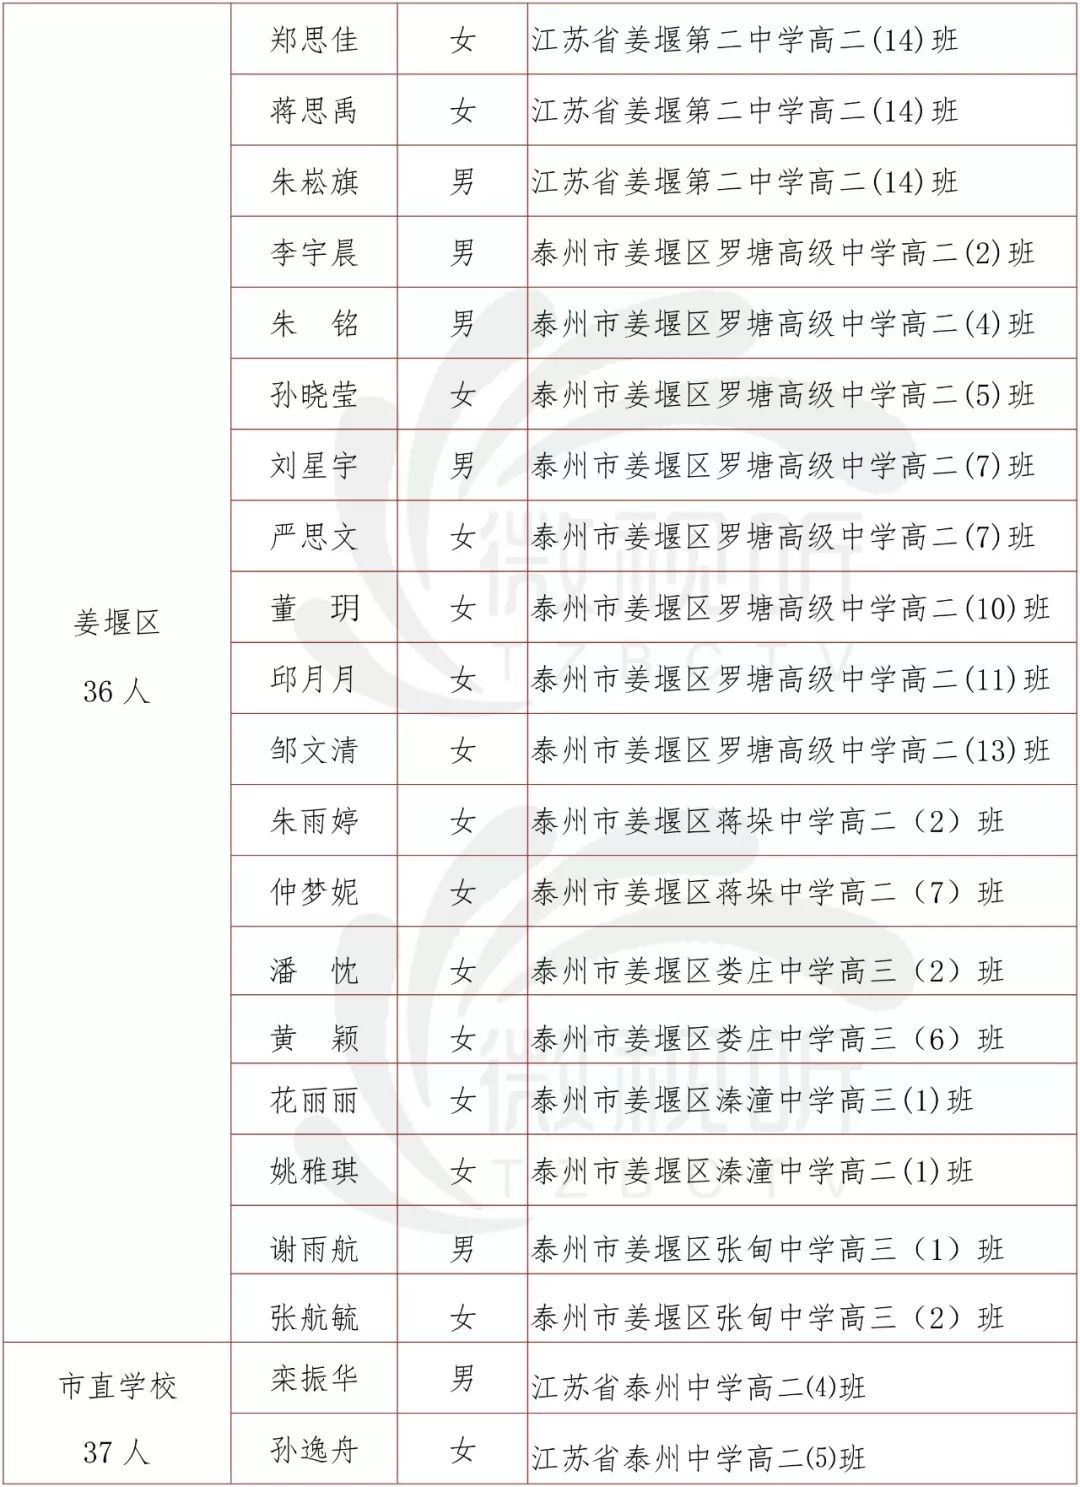 郑思佳 女 江苏省姜堰第二中学高二(14)班
蒋思禹 女 江苏省姜堰第二中学高二(14)班
朱崧旗 男 江苏省姜堰第二中学高二(14)班
李宇晨 男 泰州市姜堰区罗塘高级中学高二(2)班
朱 铭 男 泰州市姜堰区罗塘高级中学高二(4)班
孙晓莹 女 泰州市姜堰区罗塘高级中学高二(5)班
刘星宇 男 泰州市姜堰区罗塘高级中学高二(7)班
严思文 女 泰州市姜堰区罗塘高级中学高二(7)班
董 玥 女 泰州市姜堰区罗塘高级中学高二(10)班
姜堰区
36 人
邱月月 女 泰州市姜堰区罗塘高级中学高二(11)班
邹文清 女 泰州市姜堰区罗塘高级中学高二(13)班
朱雨婷 女 泰州市姜堰区蒋垛中学高二（2）班
仲梦妮 女 泰州市姜堰区蒋垛中学高二（7）班
潘 忱 女 泰州市姜堰区娄庄中学高三（2）班
黄 颖 女 泰州市姜堰区娄庄中学高三（6）班
花丽丽 女 泰州市姜堰区溱潼中学高三(1)班
姚雅琪 女 泰州市姜堰区溱潼中学高二(1)班
谢雨航 男 泰州市姜堰区张甸中学高三（1）班
张航毓 女 泰州市姜堰区张甸中学高三（2）班
市直学校
37 人
栾振华 男 江苏省泰州中学高二(4)班
孙逸舟 女 江苏省泰州中学高二(5)班
微视听
TZBCTV
微视听
TZBCTV